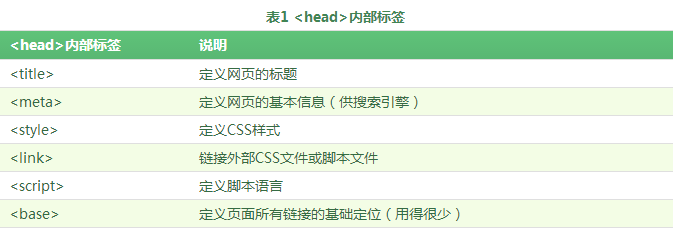 表1 <head>内部标签
<head>内部标签 说明
<title> 定义网页的标题
<meta> 定义网页的基本信息（供搜索引擎）
<style> 定义CSS样式
<link> 链接外部CSS文件或脚本文件
<script> 定义脚本语言
<base> 定义页面所有链接的基础定位（用得很少）